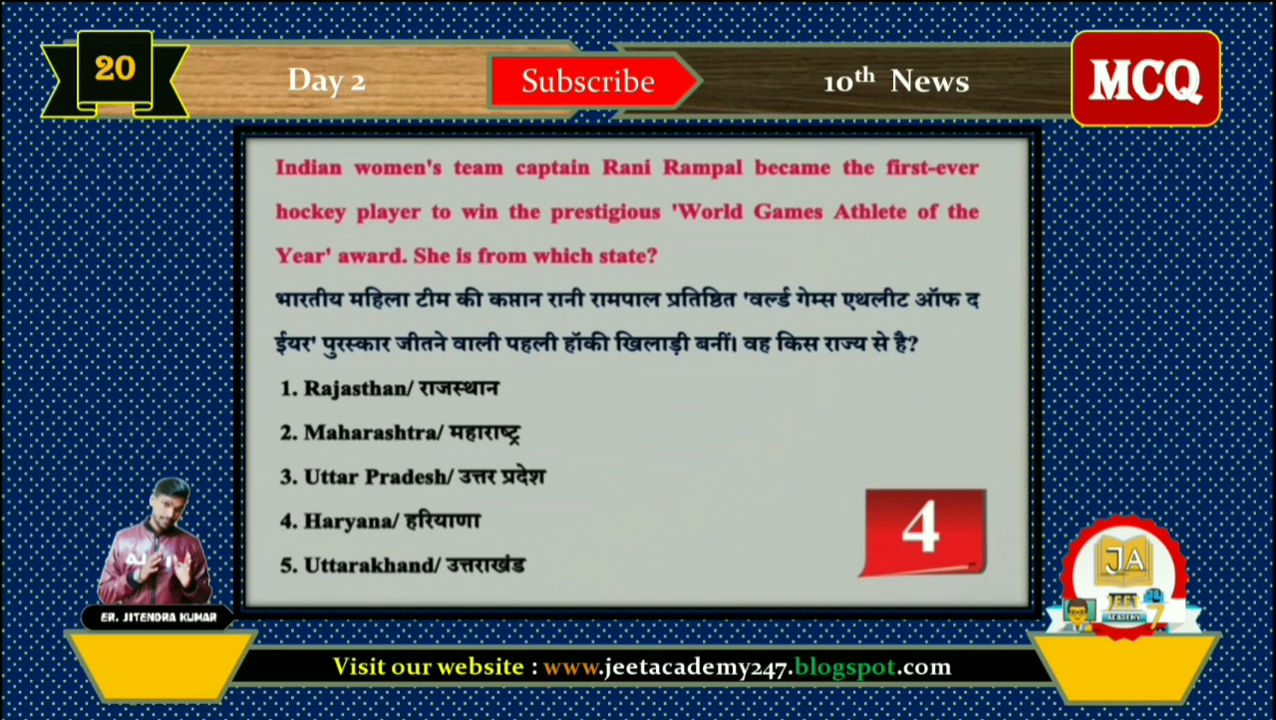 20
Day 2
Subscribe
10th News
MCQ
Indian women's team captain Rani Rampal became the first-ever
hockey player to win the prestigious 'World Games Athlete of the
Year' award. She is from which state?
भारतीय महिला टीम की कप्तान रानी रामपाल प्रतिष्ठित 'वर्ल्ड गेम्स एथलीट ऑफ द
ईयर' पुरस्कार जीतने वाली पहली हॉकी खिलाड़ी बनीं। वह किस राज्य से है?
1. Rajasthan/ राजस्थान
2. Maharashtra/ महाराष्ट्र
3. Uttar Pradesh/ उत्तर प्रदेश
4. Haryana/ हरियाणा
5. Uttarakhand/ उत्तराखंड
4
ER. JITENDRA KUMAR
JA
JEET
ACADEMY
Visit our website : www.jeetacademy247.blogspot.com